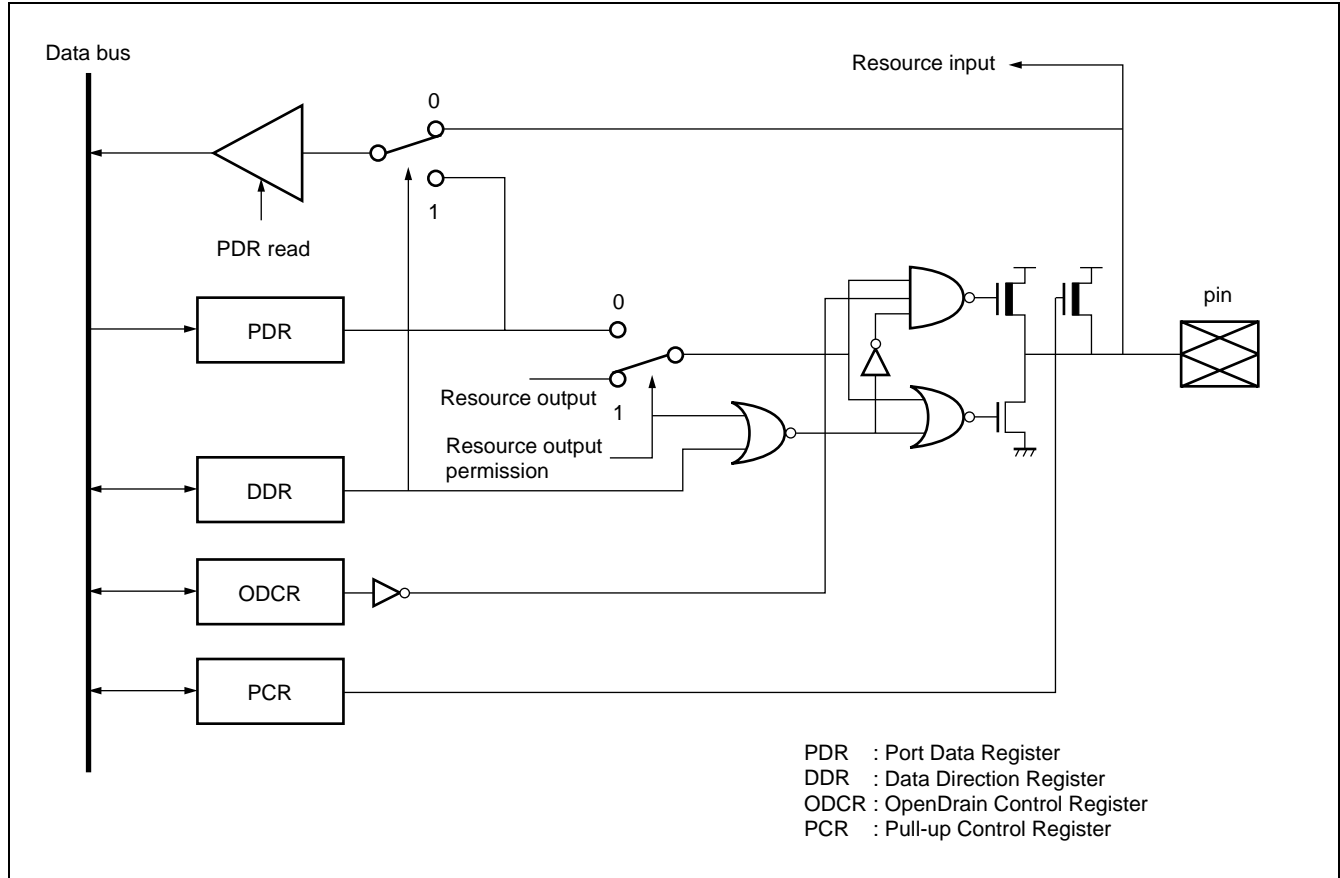 Data bus
Resource input
0
1
PDR read
pin
0
PDR
Resource output
1
Resource output
permission
DDR
ODCR
PCR
PDR : Port Data Register
DDR : Data Direction Register
ODCR : OpenDrain Control Register
PCR : Pull-up Control Register